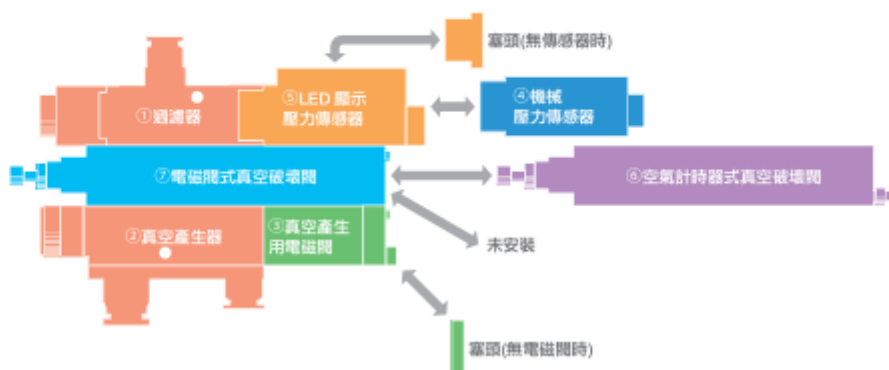 塞頭(無傳感器時)
⑤LED 顯示
壓力傳感器
④機械
壓力傳感器
①過濾器
⑦電磁閥式真空破壞閥
⑥空氣計時器式真空破壞閥
②真空產生器
③真空產生
用電磁閥
未安裝
塞頭(無電磁閥時)